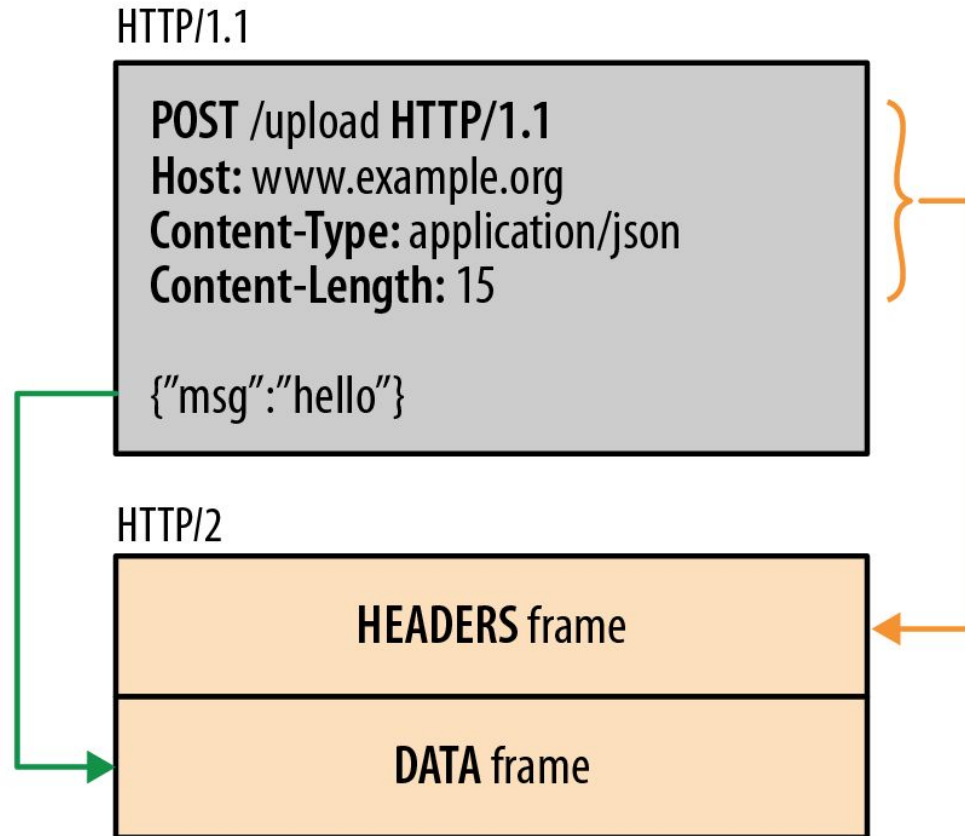 HTTP/1.1
POST /upload HTTP/1.1
Host: www.example.org
Content-Type: application/json
Content-Length: 15
{”msg”:”hello”}
HTTP/2
HEADERS frame
DATA frame